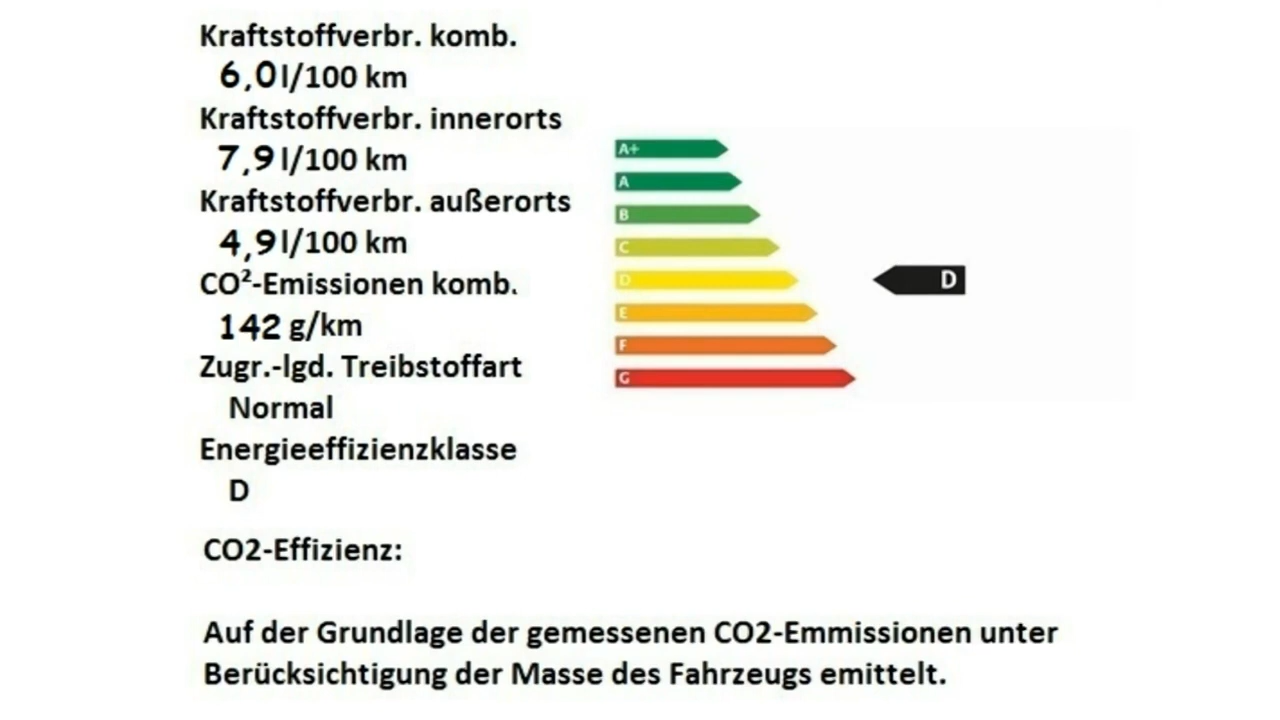 Kraftstoffverbr. komb.
6,0 l/100 km
Kraftstoffverbr. innerorts
7,9 l/100 km
Kraftstoffverbr. außerorts
4,9 l/100 km
CO²-Emissionen komb.
142 g/km
Zugr.-lgd. Treibstoffart
Normal
Energieeffizienzklasse
D
A+
A
B
C
D
E
F
G
D
CO2-Effizienz:
Auf der Grundlage der gemessenen CO2-Emmissionen unter
Berücksichtigung der Masse des Fahrzeugs emittelt.